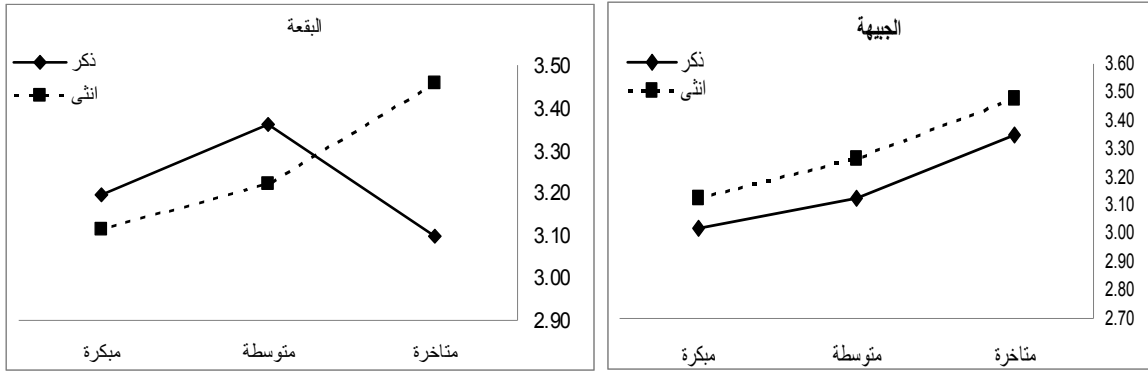 الجبيهة
ذكر
انثى
3.60
3.50
3.40
3.30
3.20
3.10
3.00
2.90
2.80
2.70
متاخرة
متوسطة
مبكرة
البقعة
ذكر
انثى
3.50
3.40
3.30
3.20
3.10
3.00
2.90
متاخرة
متوسطة
مبكرة